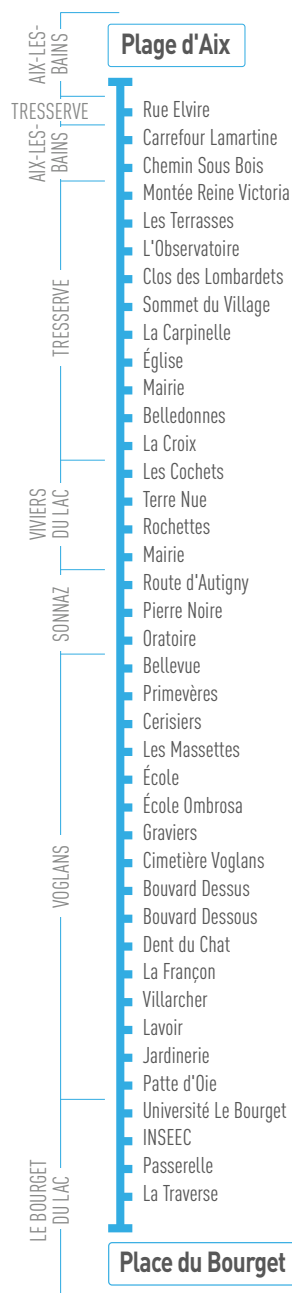 AIX-LES-
BAINS
Plage d'Aix
TRESSERVE
Rue Elvire
AIX-LES-
BAINS
Carrefour Lamartine
Chemin Sous Bois
TRESSERVE
Montée Reine Victoria
Les Terrasses
L'Observatoire
Clos des Lombardets
Sommet du Village
La Carpinelle
Église
Mairie
Belledonnes
La Croix
VIVIERS
DU LAC
Les Cochets
Terre Nue
Rochettes
Mairie
SONNAZ
Route d'Autigny
Pierre Noire
Oratoire
VOGLANS
Bellevue
Primevères
Cerisiers
Les Massettes
École
École Ombrosa
Graviers
Cimetière Voglans
Bouvard Dessus
Bouvard Dessous
Dent du Chat
La Françon
Villarcher
Lavoir
Jardinerie
Patte d'Oie
LE BOURGET
DU LAC
Université Le Bourget
INSEEC
Passerelle
La Traverse
Place du Bourget